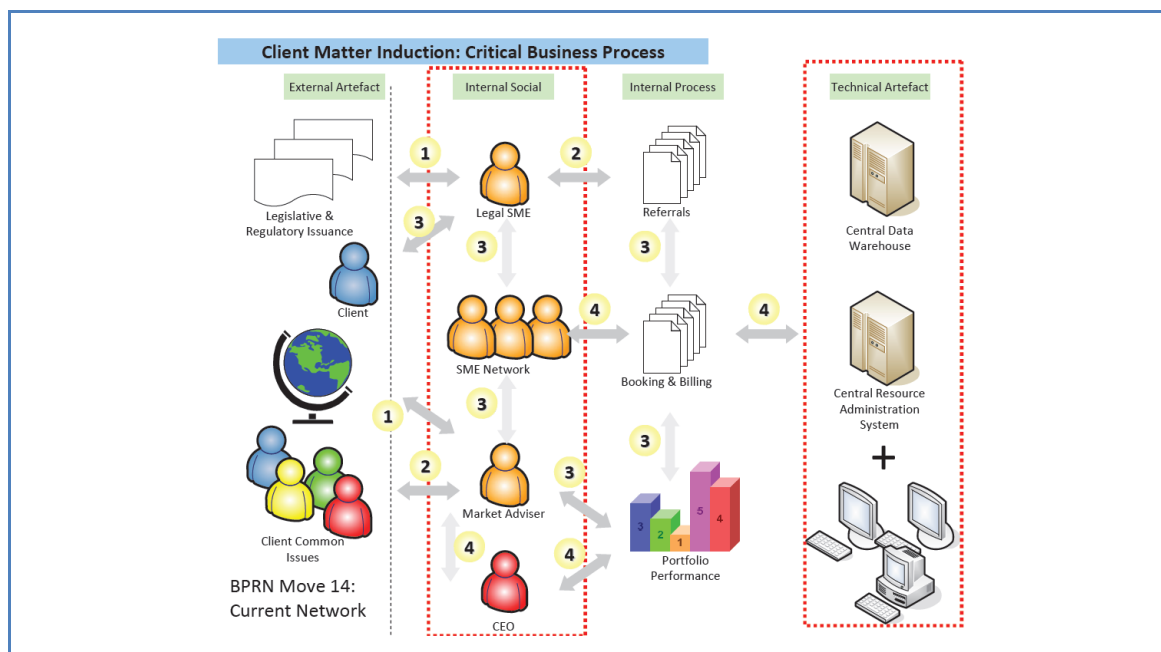 Client Matter Induction: Critical Business Process
External Artefact
Internal Social
Internal Process
Technical Artefact
1
2
Legal SME
Referrals
Legislative &
Regulatory Issuance
3
3
3
Central Data
Warehouse
Client
4
4
SME Network
Booking & Billing
Central Resource
Administration
System
3
1
3
+
2
3
Market Adviser
3
2
1
5
4
Client Common
Issues
4
4
Portfolio
Performance
BPRN Move 14:
Current Network
CEO